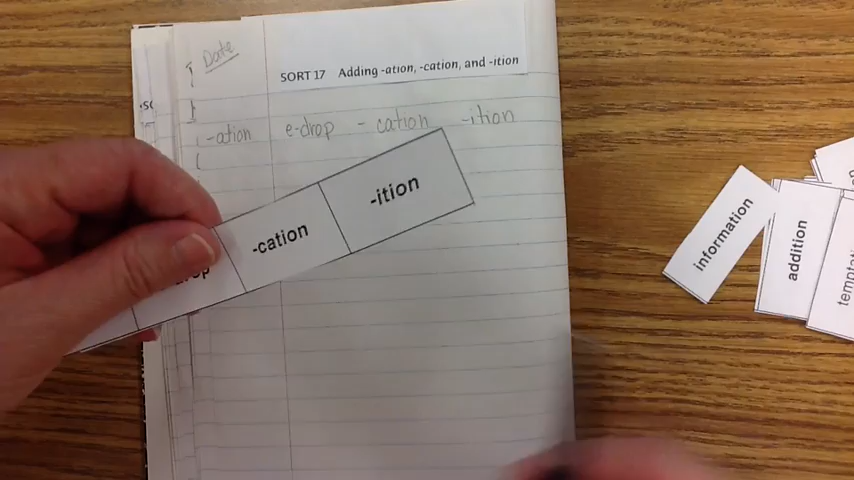 Date
SORT 17 Adding -ation, -cation, and -ition
-ation e-drop - cation -ition
-cation -ition
information
addition